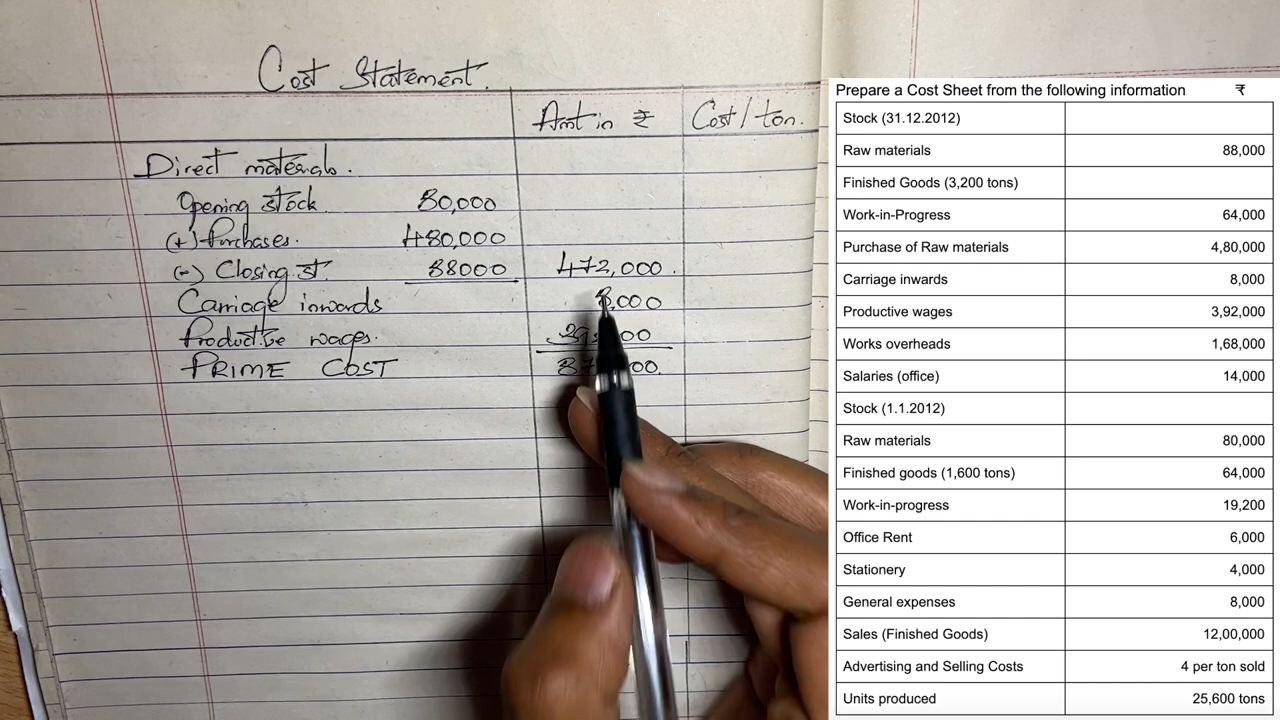 Cost Statement.
Amt in ₹ Cost / ton.
Direct materials.
Opening stock 80,000
(+) Purchases. 480,000
(-) Closing st. 88000 472,000.
Carriage inwards 8,000
Productive wages.
PRIME COST
Prepare a Cost Sheet from the following information ₹
Stock (31.12.2012)
Raw materials 88,000
Finished Goods (3,200 tons)
Work-in-Progress 64,000
Purchase of Raw materials 4,80,000
Carriage inwards 8,000
Productive wages 3,92,000
Works overheads 1,68,000
Salaries (office) 14,000
Stock (1.1.2012)
Raw materials 80,000
Finished goods (1,600 tons) 64,000
Work-in-progress 19,200
Office Rent 6,000
Stationery 4,000
General expenses 8,000
Sales (Finished Goods) 12,00,000
Advertising and Selling Costs 4 per ton sold
Units produced 25,600 tons